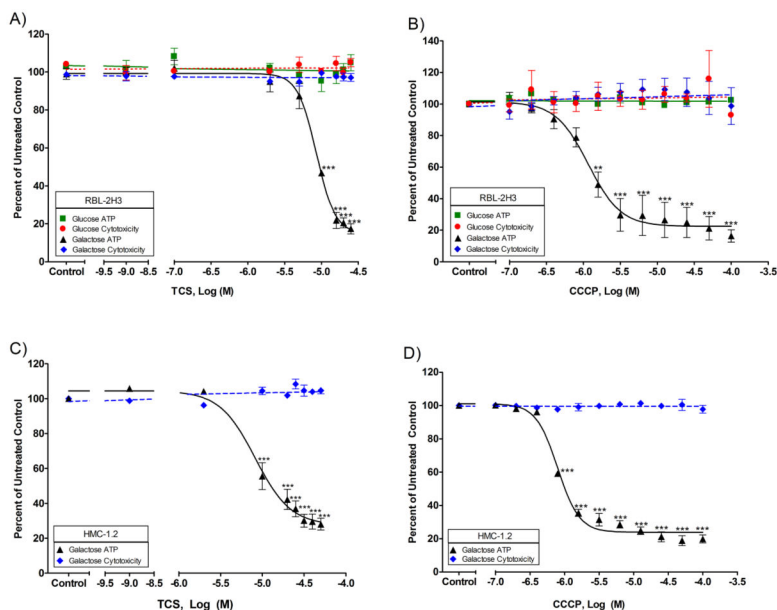 A)
Percent of Untreated Control
120
100
80
60
40
20
0
RBL-2H3
Glucose ATP
Glucose Cytotoxicity
Galactose ATP
Galactose Cytotoxicity
***
***
***
***
Control -9.5 -9.0 -8.5 -7.0 -6.5 -6.0 -5.5 -5.0 -4.5
TCS, Log (M)
B)
Percent of Untreated Control
140
120
100
80
60
40
20
0
RBL-2H3
Glucose ATP
Glucose Cytotoxicity
Galactose ATP
Galactose Cytotoxicity
**
*** *** *** *** *** ***
Control -7.0 -6.5 -6.0 -5.5 -5.0 -4.5 -4.0 -3.5
CCCP, Log (M)
C)
Percent of Untreated Control
120
100
80
60
40
20
0
HMC-1.2
Galactose ATP
Galactose Cytotoxicity
***
***
***
***
***
***
Control -9.5 -9.0 -8.5 -6.0 -5.5 -5.0 -4.5 -4.0
TCS, Log (M)
D)
Percent of Untreated Control
120
100
80
60
40
20
0
HMC-1.2
Galactose ATP
Galactose Cytotoxicity
***
*** *** *** *** *** *** ***
Control -7.0 -6.5 -6.0 -5.5 -5.0 -4.5 -4.0 -3.5
CCCP, Log (M)